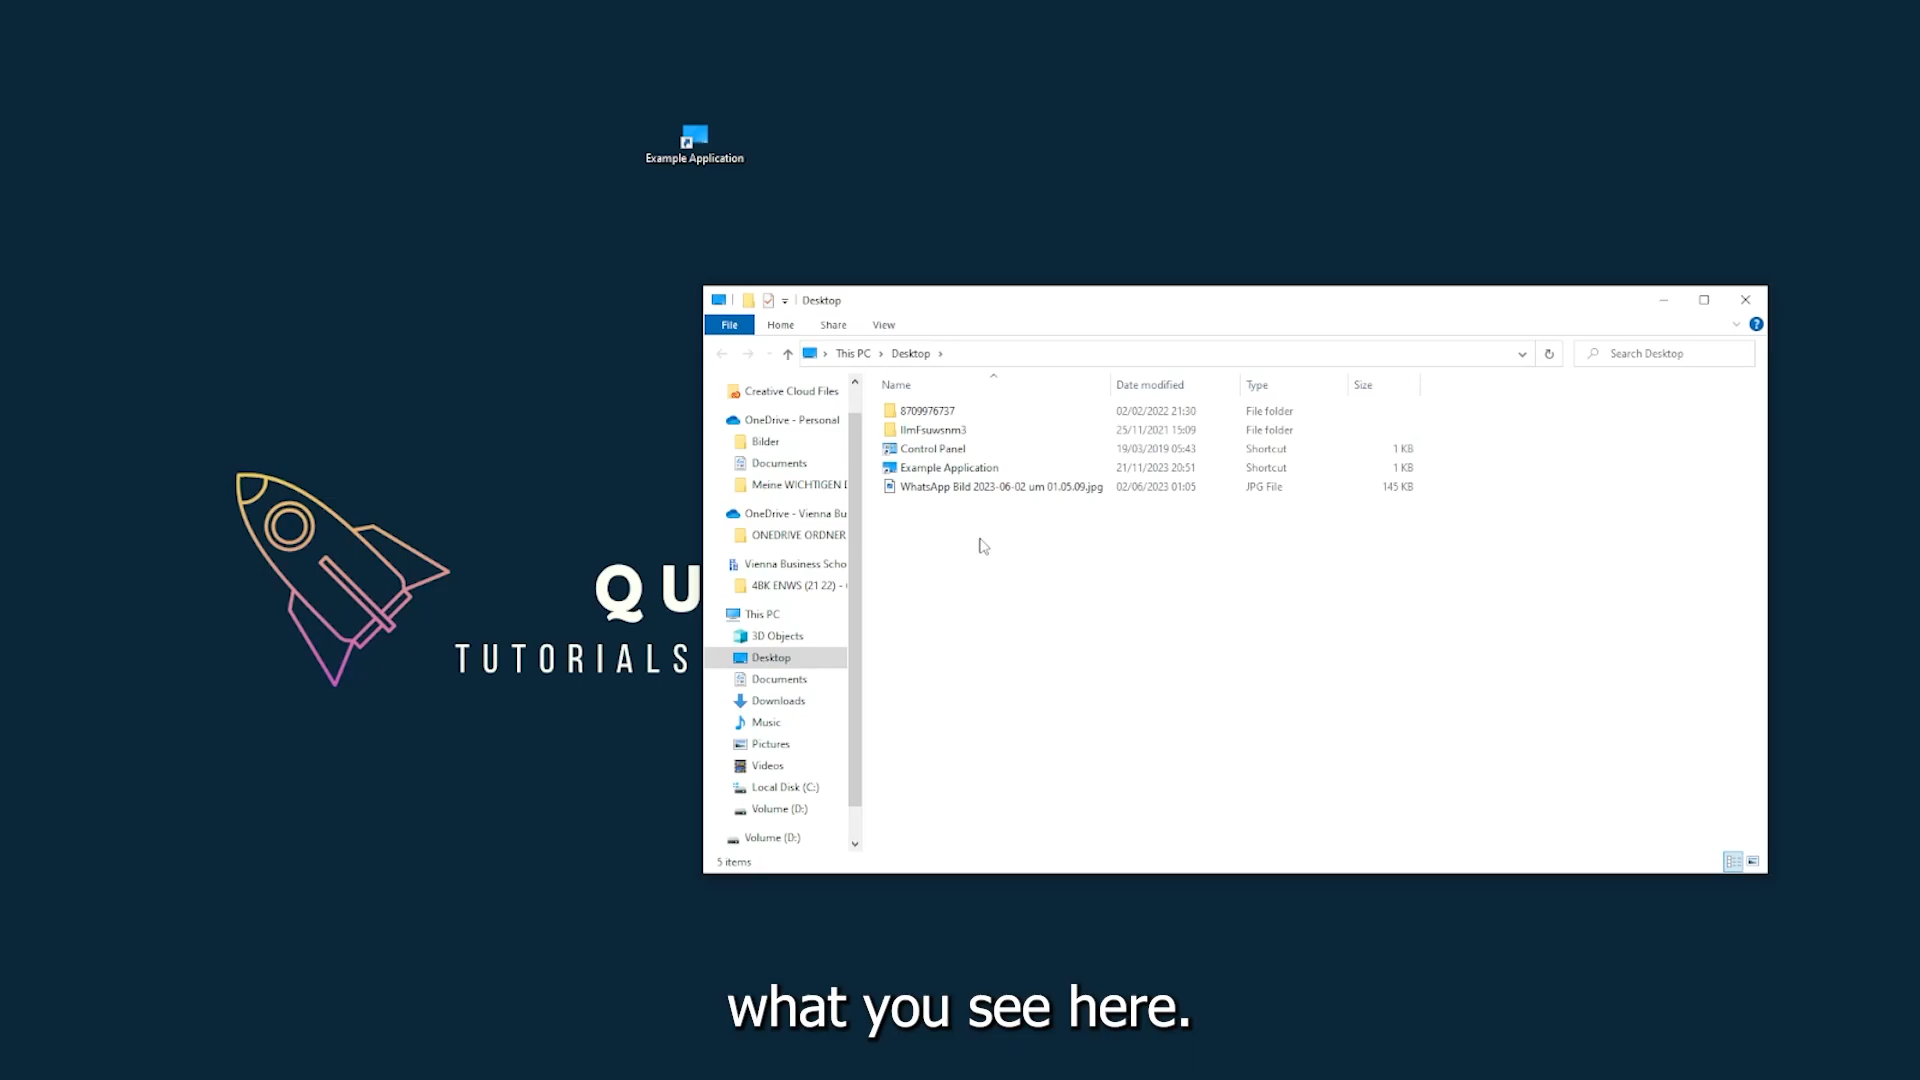 Example Application
QU
TUTORIALS
Desktop
File Home Share View
This PC > Desktop >
Search Desktop
Name Date modified Type Size
8709976737 02/02/2022 21:30 File folder
25/11/2021 15:09 File folder
Control Panel 19/03/2019 05:43 Shortcut 1 KB
Example Application 21/11/2023 20:51 Shortcut 1 KB
WhatsApp Bild 2023-06-02 um 01.05.09.jpg 02/06/2023 01:05 JPG File 145 KB
Creative Cloud Files
OneDrive - Personal
Bilder
Documents
Meine WICHTIGEN
OneDrive - Vienna Bu
ONEDRIVE ORDNER
Vienna Business Scho
4BK ENWS (21 22) -
This PC
3D Objects
Desktop
Documents
Downloads
Music
Pictures
Videos
Local Disk (C:)
Volume (D:)
Volume (D:)
5 items
what you see here.